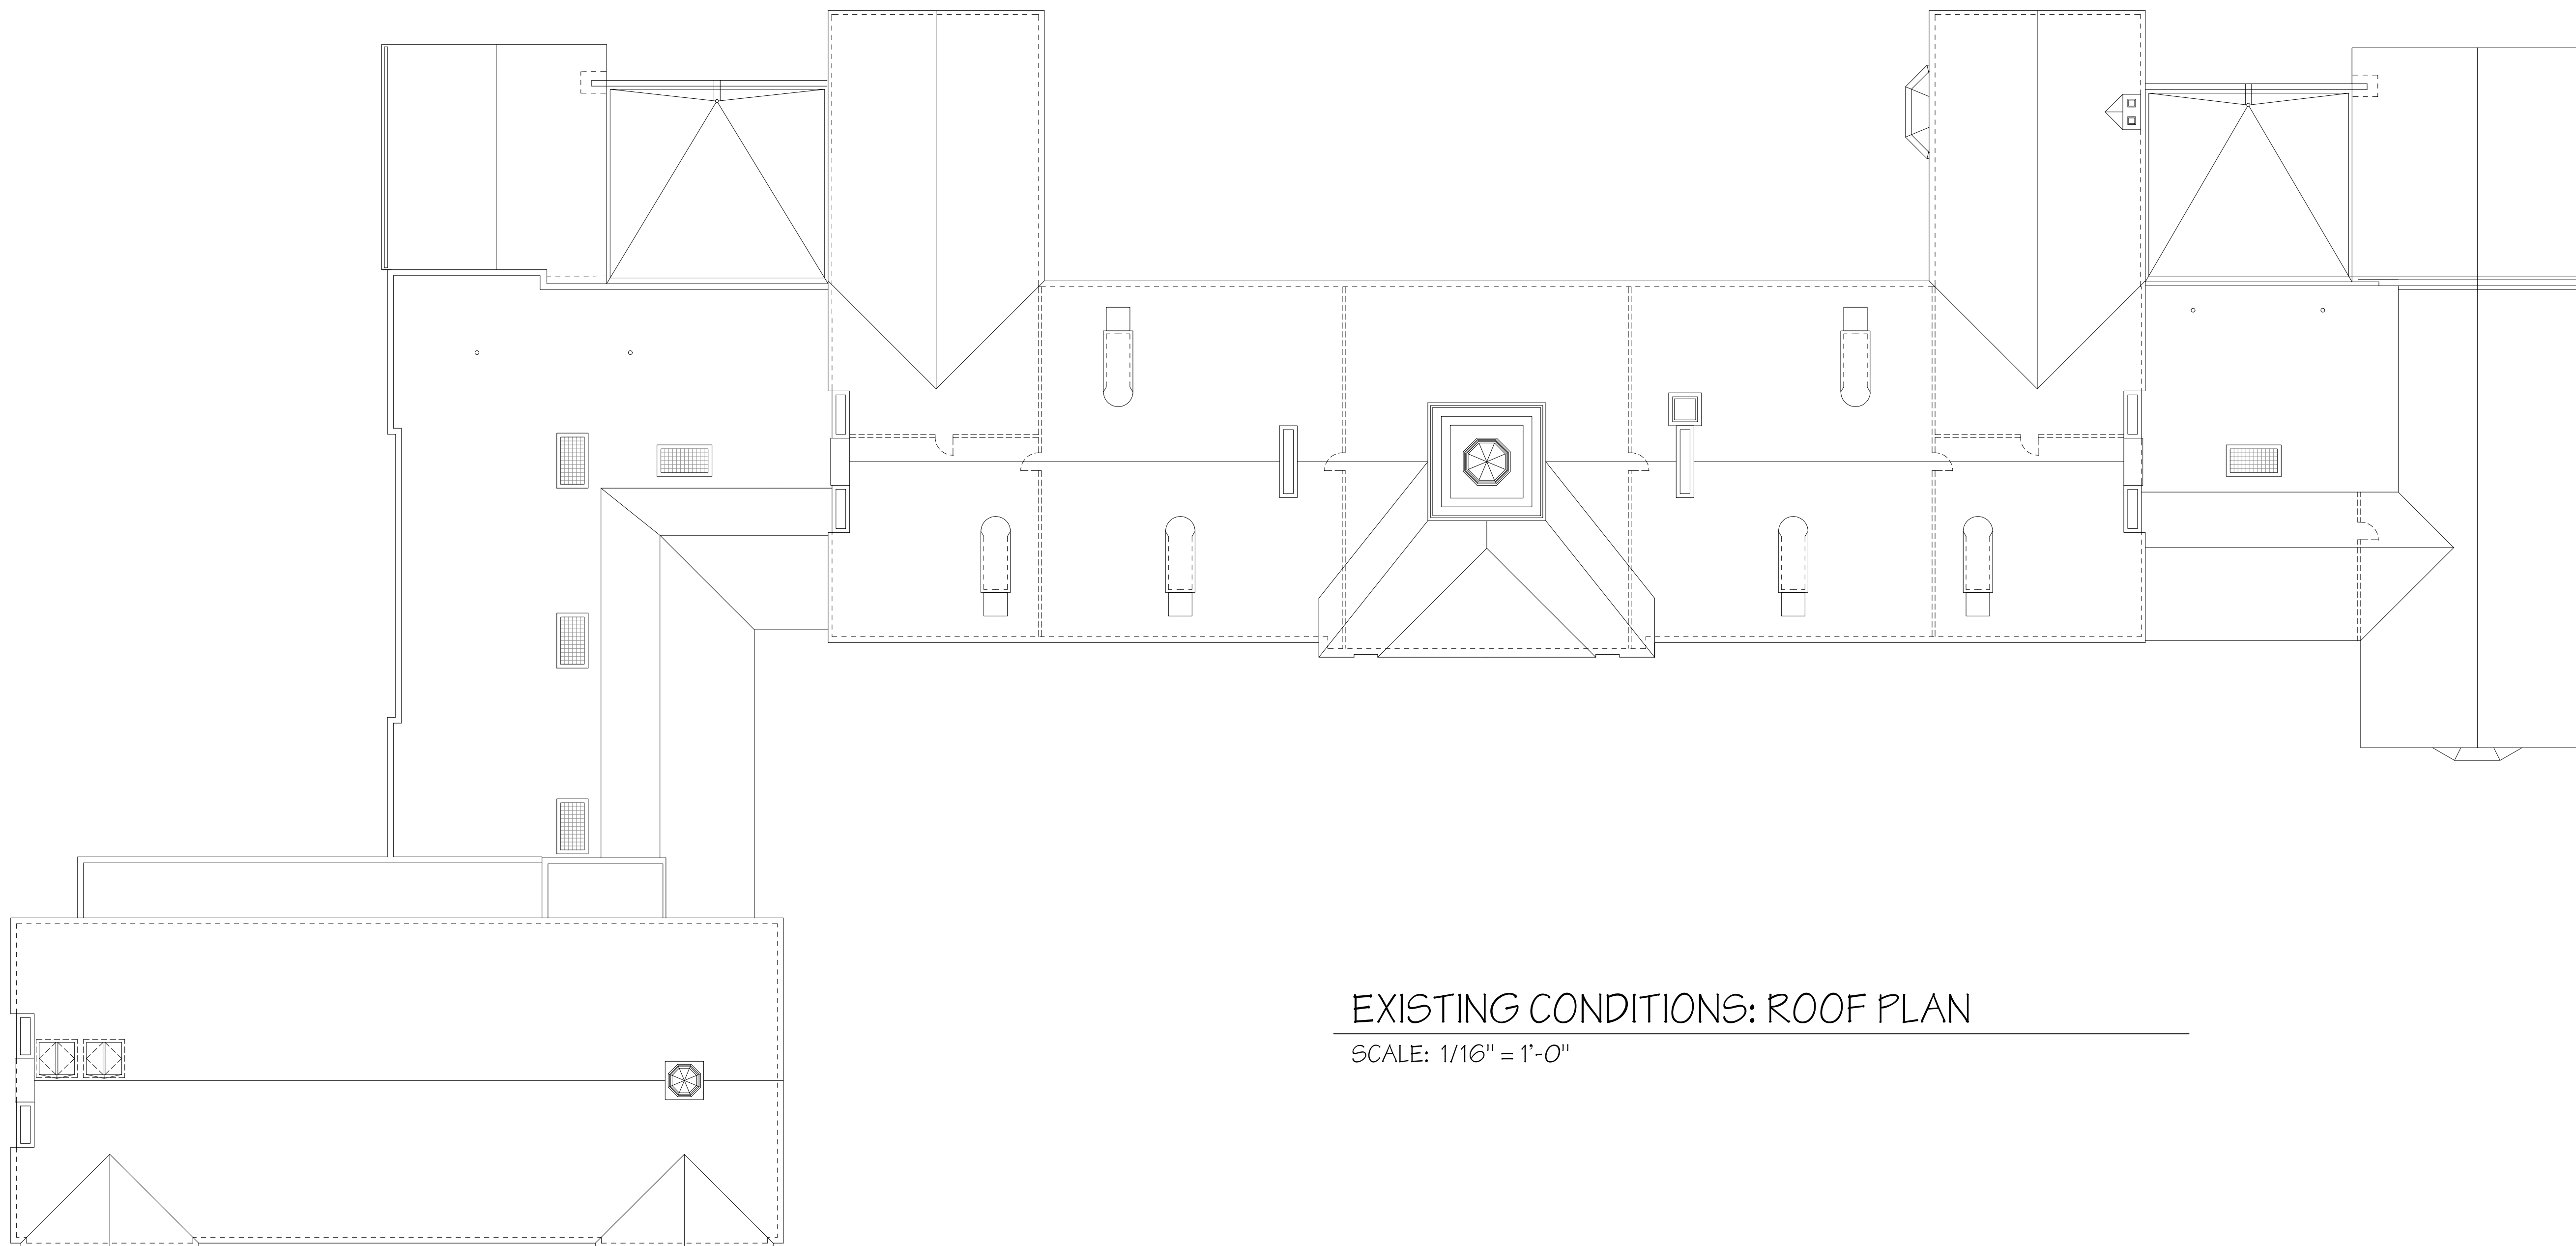 EXISTING CONDITIONS: ROOF PLAN
SCALE: 1/16" = 1'-0"